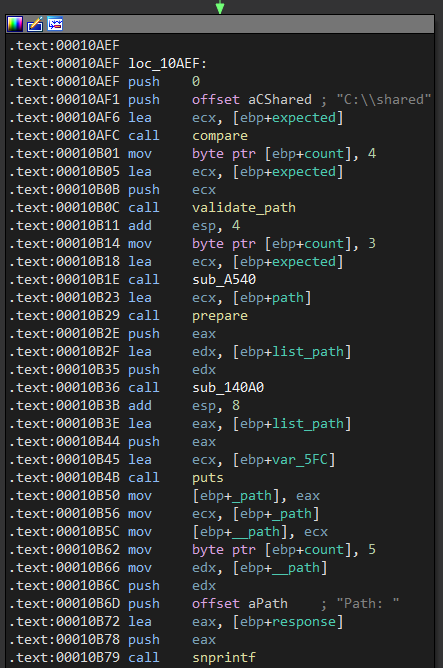 .text:00010AEF
.text:00010AEF loc_10AEF:
.text:00010AEF push 0
.text:00010AF1 push offset aCShared ; "C:\\shared"
.text:00010AF6 lea ecx, [ebp+expected]
.text:00010AFC call compare
.text:00010B01 mov byte ptr [ebp+count], 4
.text:00010B05 lea ecx, [ebp+expected]
.text:00010B0B push ecx
.text:00010B0C call validate_path
.text:00010B11 add esp, 4
.text:00010B14 mov byte ptr [ebp+count], 3
.text:00010B18 lea ecx, [ebp+expected]
.text:00010B1E call sub_A540
.text:00010B23 lea ecx, [ebp+path]
.text:00010B29 call prepare
.text:00010B2E push eax
.text:00010B2F lea edx, [ebp+list_path]
.text:00010B35 push edx
.text:00010B36 call sub_140A0
.text:00010B3B add esp, 8
.text:00010B3E lea eax, [ebp+list_path]
.text:00010B44 push eax
.text:00010B45 lea ecx, [ebp+var_5FC]
.text:00010B4B call puts
.text:00010B50 mov [ebp+_path], eax
.text:00010B56 mov ecx, [ebp+_path]
.text:00010B5C mov [ebp+__path], ecx
.text:00010B62 mov byte ptr [ebp+count], 5
.text:00010B66 mov edx, [ebp+__path]
.text:00010B6C push edx
.text:00010B6D push offset aPath ; "Path: "
.text:00010B72 lea eax, [ebp+response]
.text:00010B78 push eax
.text:00010B79 call snprintf